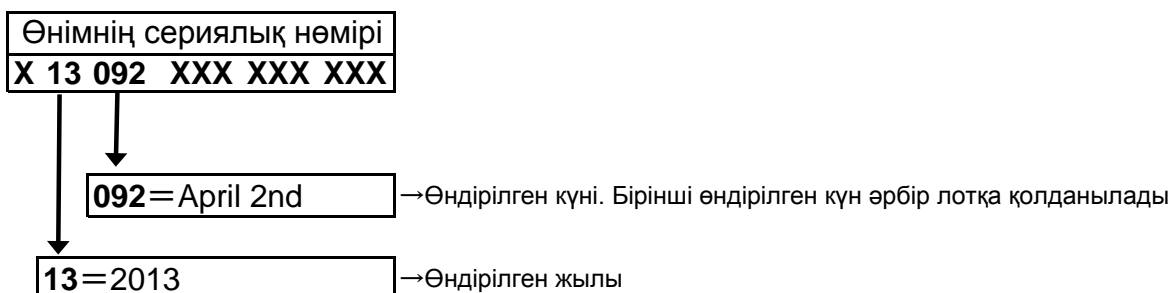 Өнімнің сериялық нөмірі
X 13 092 XXX XXX XXX
092＝April 2nd →Өндірілген күні. Бірінші өндірілген күн әрбір лотқа қолданылады
13＝2013 →Өндірілген жылы